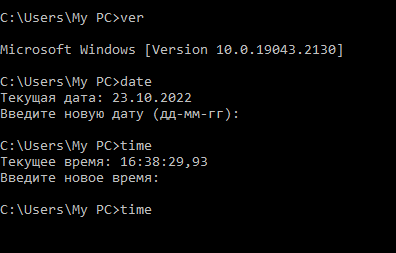 C:\Users\My PC>ver
Microsoft Windows [Version 10.0.19043.2130]
C:\Users\My PC>date
Текущая дата: 23.10.2022
Введите новую дату (дд-мм-гг):
C:\Users\My PC>time
Текущее время: 16:38:29,93
Введите новое время:
C:\Users\My PC>time